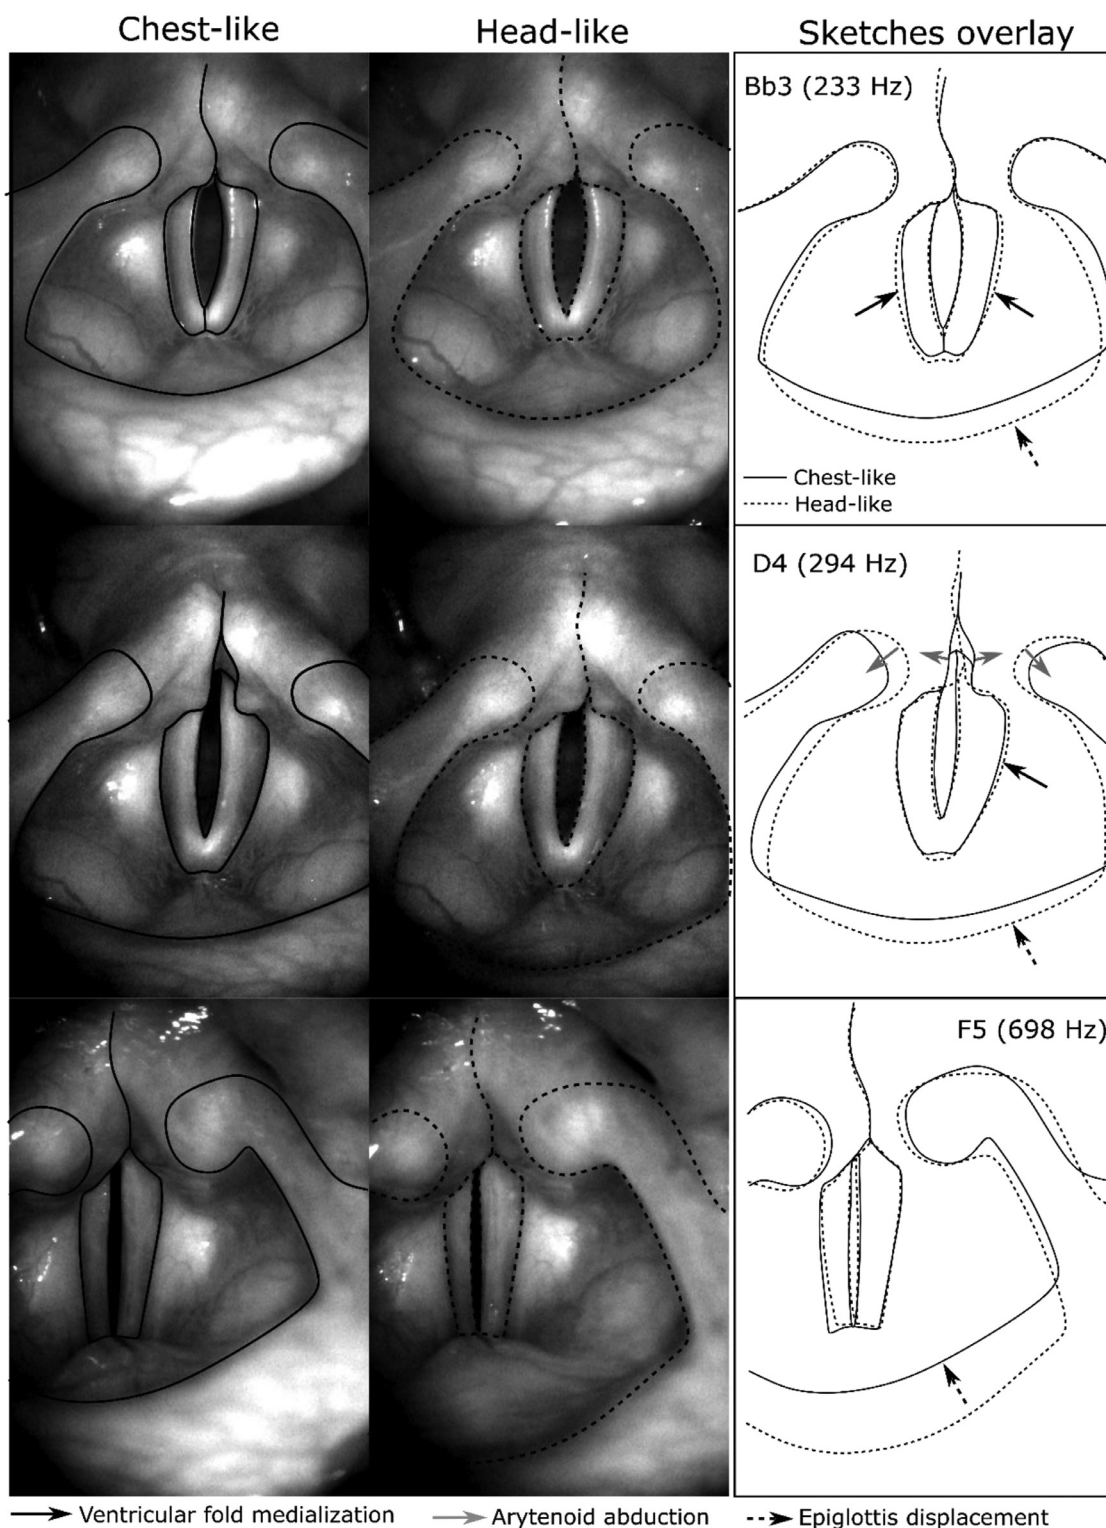 Chest-like
Head-like
Sketches overlay
Bb3 (233 Hz)
Chest-like
Head-like
D4 (294 Hz)
F5 (698 Hz)
Ventricular fold medialization
Arytenoid abduction
Epiglottis displacement